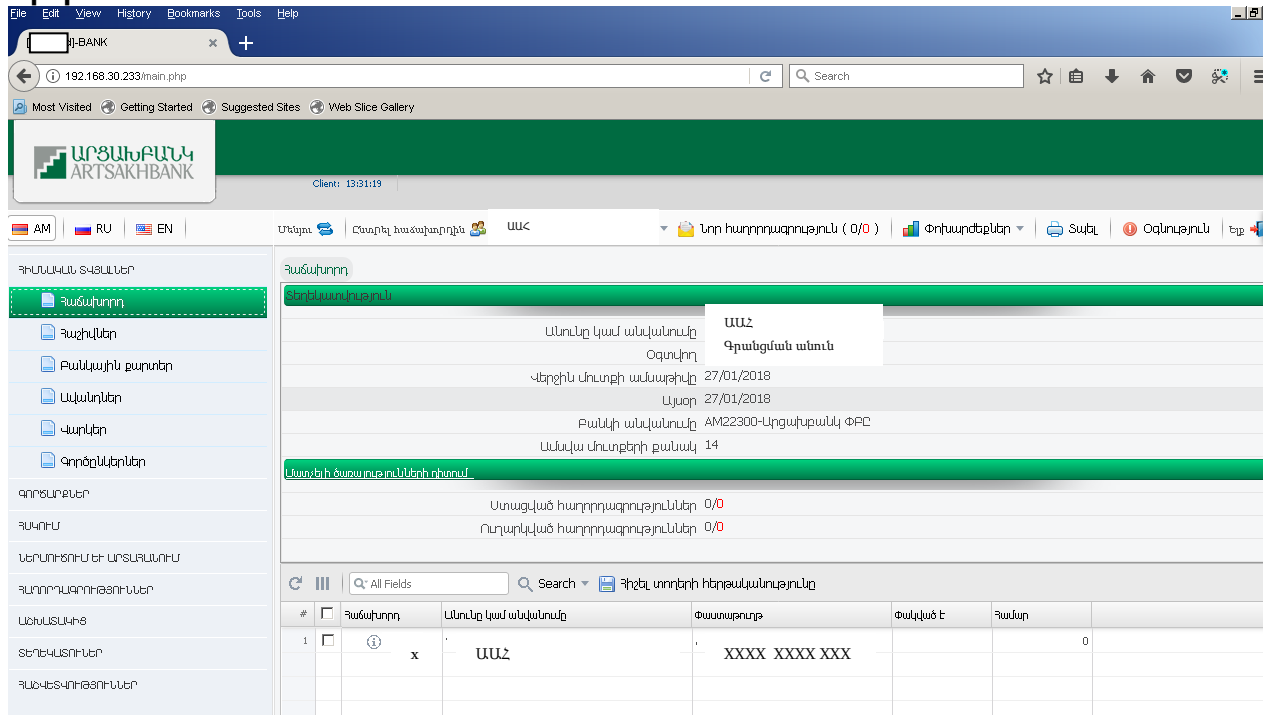 File Edit View History Bookmarks Tools Help
]-BANK × +
192.168.30.233/main.php Search
Most Visited Getting Started Suggested Sites Web Slice Gallery
ԱՐՑԱԽԲԱՆԿ
ARTSAKHBANK
Client: 13:31:19
AM RU EN Մենյու Ընտրել հաճախորդին ԱԱՀ Նոր հաղորդագրություն ( 0/0 ) Փոխարժեքներ Տպել Օգնություն Ելք
ՀԻՄՆԱԿԱՆ ՏՎՅԱԼՆԵՐ
Հաճախորդ
Հաշիվներ
Բանկային քարտեր
Ավանդներ
Վարկեր
Գործընկերներ
ԳՈՐԾԱՐՔՆԵՐ
ՀՍԿՈՒՄ
ՆԵՐՄՈՒԾՈՒՄ ԵՒ ԱՐՏԱՀԱՆՈՒՄ
ՀԱՂՈՐԴԱԳՐՈՒԹՅՈՒՆՆԵՐ
ԱՇԽԱՏԱԿԻՑ
ՏԵՂԵԿԱՏՈՒՆԵՐ
ՀԱՇՎԵՏՎՈՒԹՅՈՒՆՆԵՐ
Հաճախորդ
Տեղեկատվություն
Անունը կամ անվանումը ԱԱՀ
Օգտվող Գրանցման անուն
Վերջին մուտքի ամսաթիվը 27/01/2018
Այսօր 27/01/2018
Բանկի անվանումը AM22300-Արցախբանկ ՓԲԸ
Ամսվա մուտքերի քանակ 14
Մատչելի ծառայությունների դիտում
Ստացված հաղորդագրություններ 0/0
Ուղարկված հաղորդագրություններ 0/0
All Fields Search Հիշել տողերի հերթականությունը
# Հաճախորդ Անունը կամ անվանումը Փաստաթուղթ Փակված է Համար
1 x ԱԱՀ XXXX XXXX XXX 0